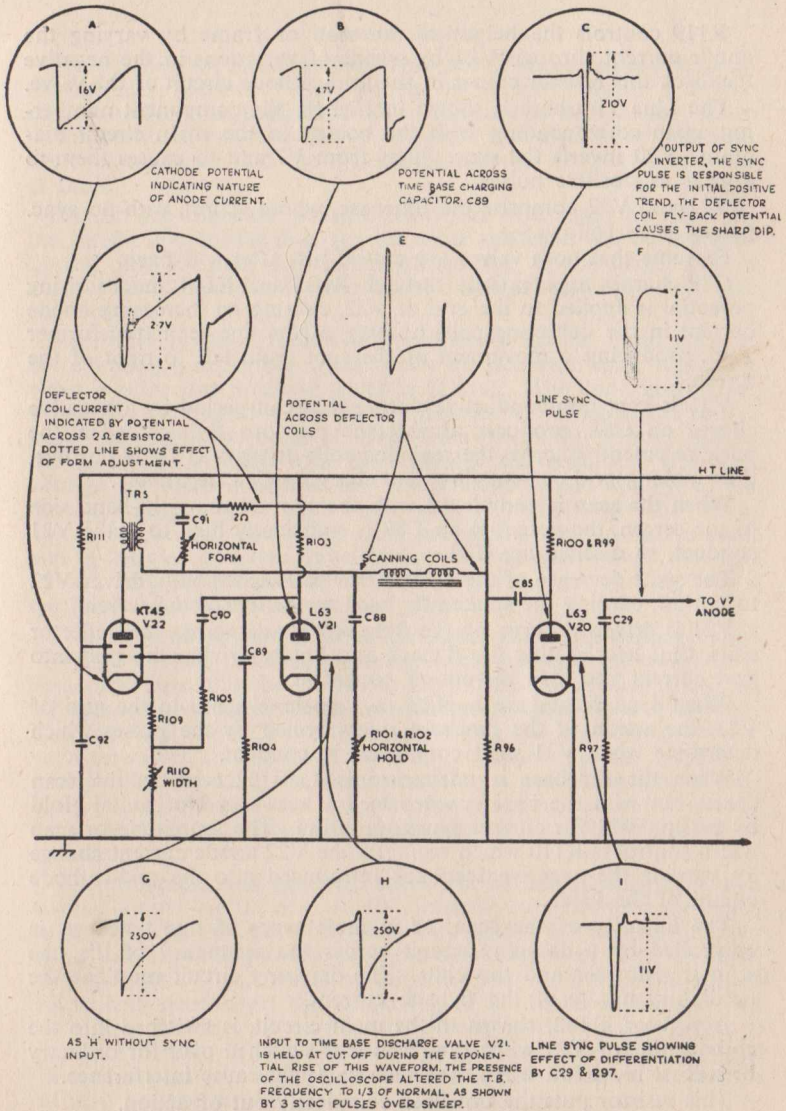 A
16V
CATHODE POTENTIAL
INDICATING NATURE
OF ANODE CURRENT.
B
47V
POTENTIAL ACROSS
TIME BASE CHARGING
CAPACITOR, C89
C
210V
OUTPUT OF SYNC
INVERTER, THE SYNC
PULSE IS RESPONSIBLE
FOR THE INITIAL POSITIVE
TREND, THE DEFLECTOR
COIL FLY-BACK POTENTIAL
CAUSES THE SHARP DIP.
D
2·7V
DEFLECTOR
COIL CURRENT
INDICATED BY POTENTIAL
ACROSS 2Ω RESISTOR.
DOTTED LINE SHOWS EFFECT
OF FORM ADJUSTMENT.
E
POTENTIAL
ACROSS DEFLECTOR
COILS
F
11V
LINE SYNC
PULSE
H T LINE
TR5
R111
C91
2Ω
HORIZONTAL
FORM
R103
SCANNING COILS
R100 & R99
C85
TO V7
ANODE
KT45
V22
C90
L63
V21
C88
L63
V20
C29
C89
R105
R109
C92
R110
WIDTH
R104
R101 & R102
HORIZONTAL
HOLD
R96
R97
G
250V
AS 'H' WITHOUT SYNC
INPUT.
H
250V
INPUT TO TIME BASE DISCHARGE VALVE V21.
IS HELD AT CUT OFF DURING THE EXPONEN-
TIAL RISE OF THIS WAVEFORM. THE PRESENCE
OF THE OSCILLOSCOPE ALTERED THE T.B.
FREQUENCY TO 1/3 OF NORMAL, AS SHOWN
BY 3 SYNC PULSES OVER SWEEP.
I
11V
LINE SYNC PULSE SHOWING
EFFECT OF DIFFERENTIATION
BY C29 & R97.